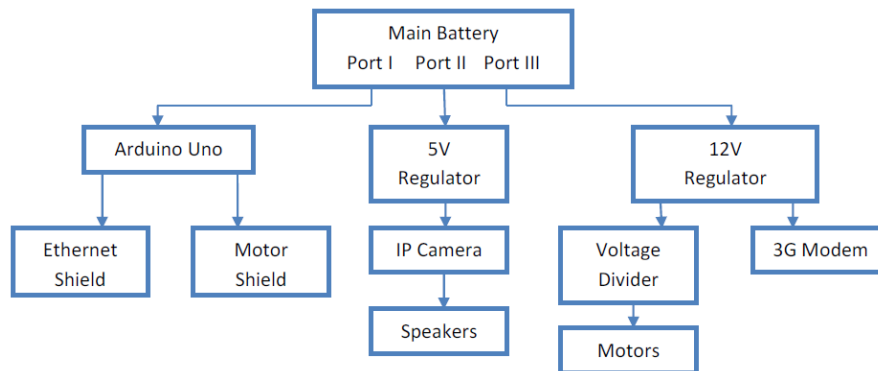 Main Battery
Port I Port II Port III
Arduino Uno
5V
Regulator
12V
Regulator
Ethernet
Shield
Motor
Shield
IP Camera
Voltage
Divider
3G Modem
Speakers
Motors